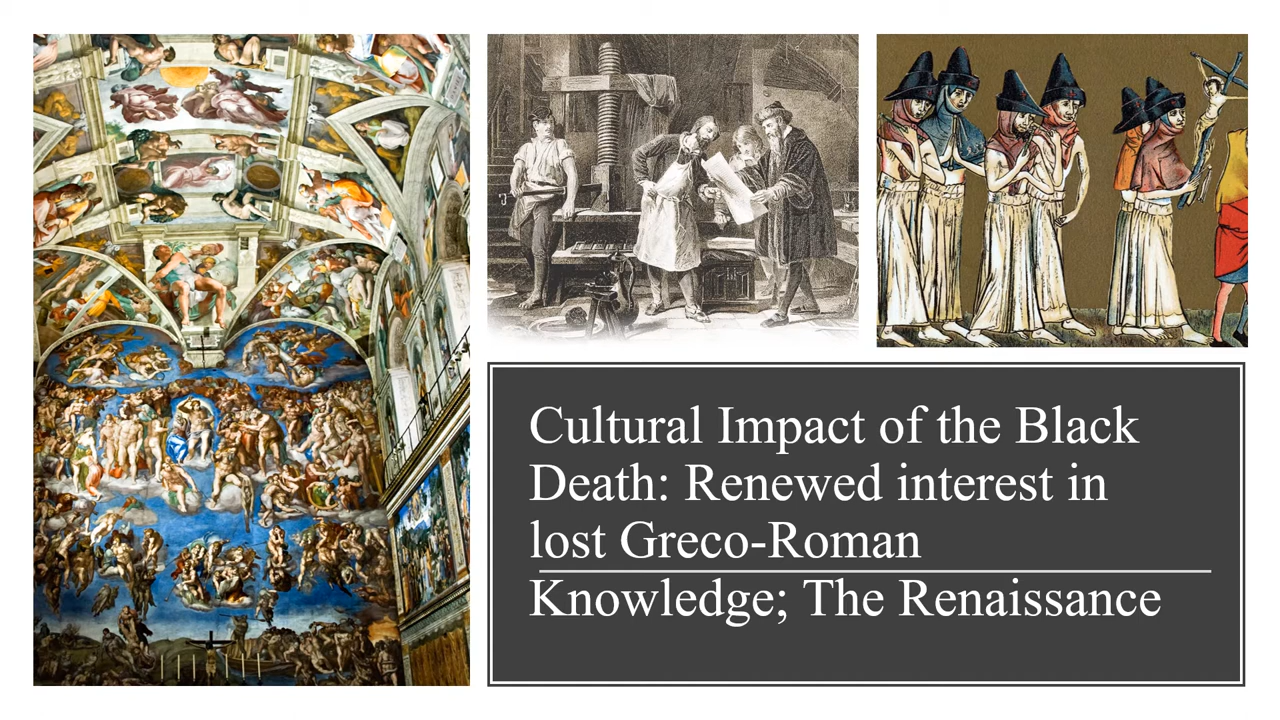 Cultural Impact of the Black
Death: Renewed interest in
lost Greco-Roman
Knowledge; The Renaissance